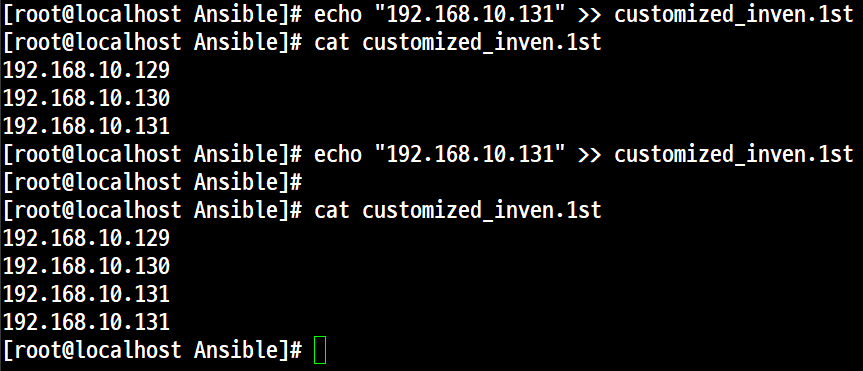 [root@localhost Ansible]# echo "192.168.10.131" >> customized_inven.1st
[root@localhost Ansible]# cat customized_inven.1st
192.168.10.129
192.168.10.130
192.168.10.131
[root@localhost Ansible]# echo "192.168.10.131" >> customized_inven.1st
[root@localhost Ansible]#
[root@localhost Ansible]# cat customized_inven.1st
192.168.10.129
192.168.10.130
192.168.10.131
192.168.10.131
[root@localhost Ansible]#